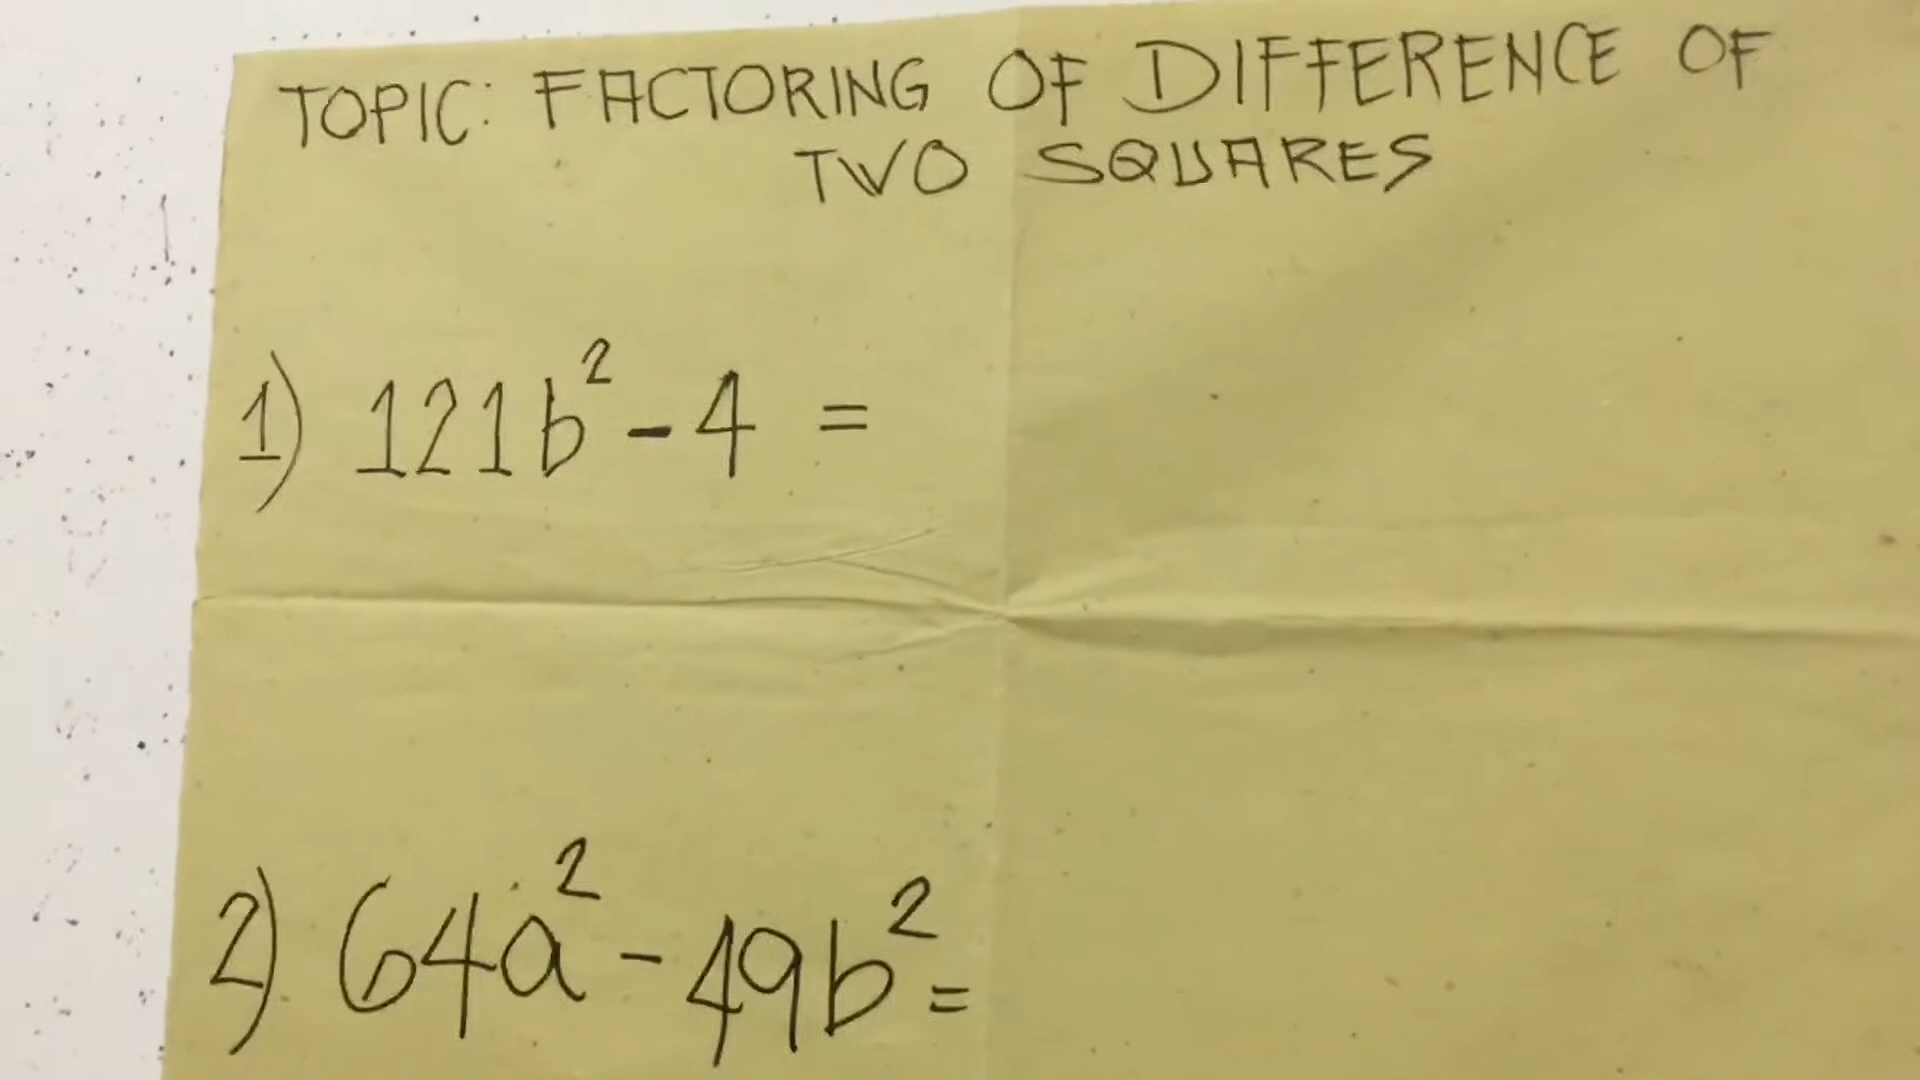 TOPIC: FACTORING OF DIFFERENCE OF
TWO SQUARES
1) 121b² - 4 =
2) 64a² - 49b² =